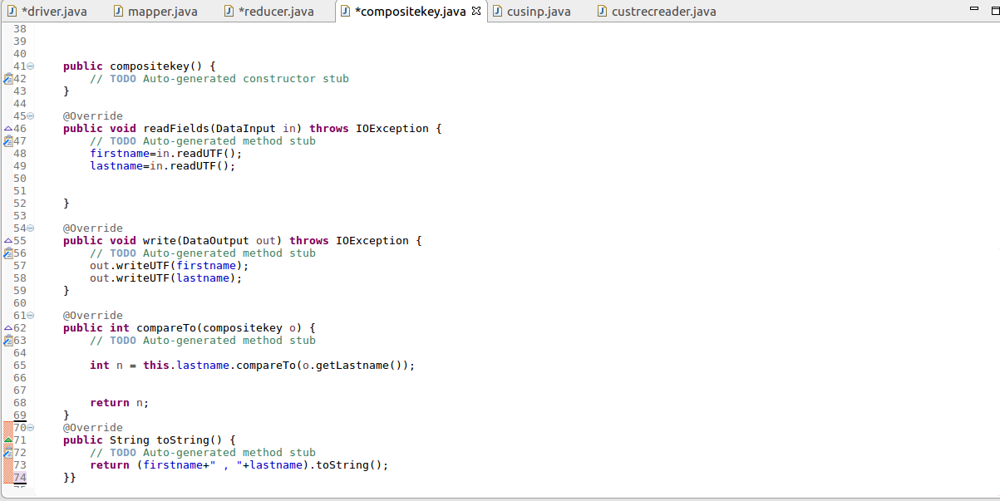 *driver.java mapper.java *reducer.java *compositekey.java cusinp.java custrecreader.java
38
39
40
41 public compositekey() {
42 // TODO Auto-generated constructor stub
43 }
44
45 @Override
46 public void readFields(DataInput in) throws IOException {
47 // TODO Auto-generated method stub
48 firstname=in.readUTF();
49 lastname=in.readUTF();
50
51
52 }
53
54 @Override
55 public void write(DataOutput out) throws IOException {
56 // TODO Auto-generated method stub
57 out.writeUTF(firstname);
58 out.writeUTF(lastname);
59 }
60
61 @Override
62 public int compareTo(compositekey o) {
63 // TODO Auto-generated method stub
64
65 int n = this.lastname.compareTo(o.getLastname());
66
67
68 return n;
69 }
70 @Override
71 public String toString() {
72 // TODO Auto-generated method stub
73 return (firstname+" , "+lastname).toString();
74 }}